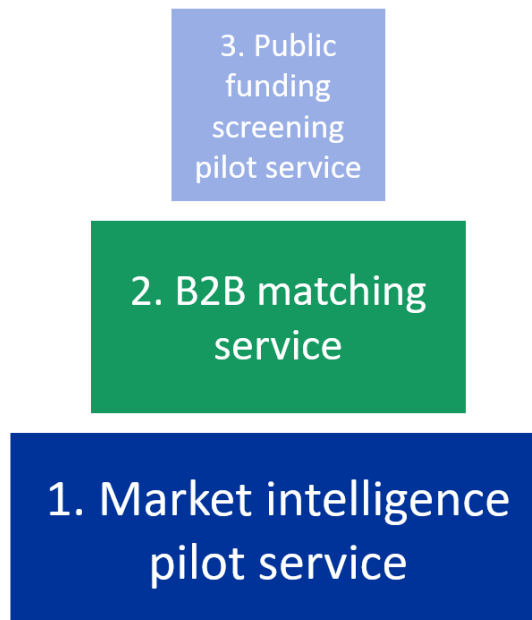 3. Public
funding
screening
pilot service
2. B2B matching
service
1. Market intelligence
pilot service